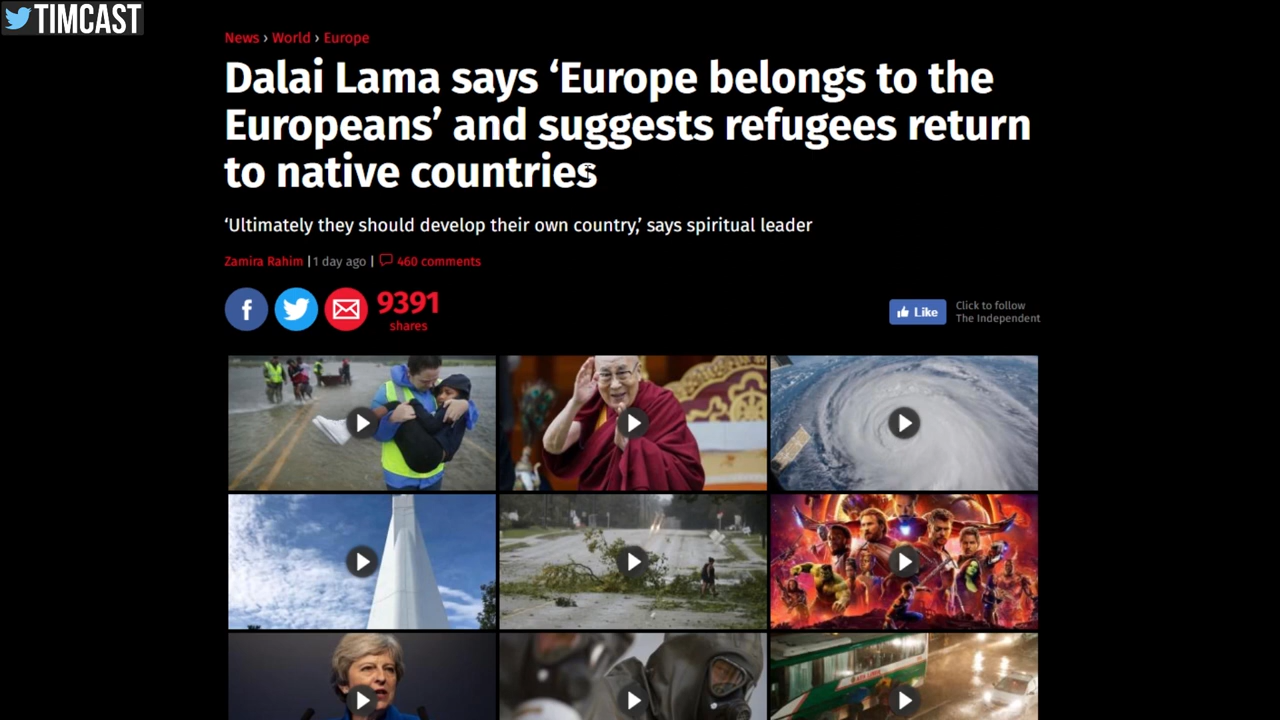 TIMCAST
News › World › Europe
Dalai Lama says ‘Europe belongs to the
Europeans’ and suggests refugees return
to native countries
‘Ultimately they should develop their own country,’ says spiritual leader
Zamira Rahim | 1 day ago | 460 comments
9391
shares
Like
Click to follow
The Independent